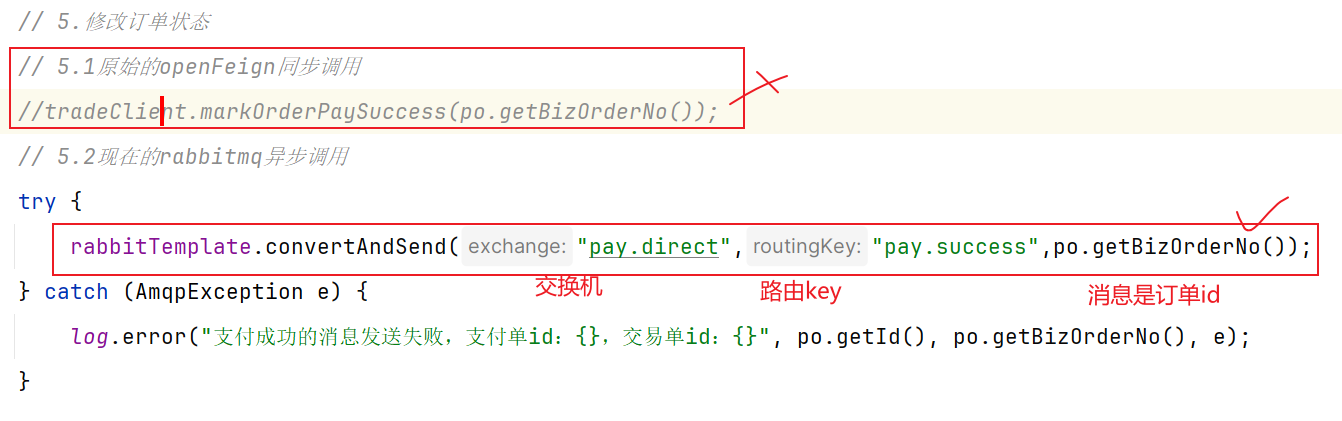 // 5.修改订单状态
// 5.1原始的openFeign同步调用
//tradeClient.markOrderPaySuccess(po.getBizOrderNo());
// 5.2现在的rabbitmq异步调用
try {
rabbitTemplate.convertAndSend( exchange: "pay.direct", routingKey: "pay.success",po.getBizOrderNo());
} catch (AmqpException e) {
交换机 路由key 消息是订单id
log.error("支付成功的消息发送失败，支付单id：{}，交易单id：{}", po.getId(), po.getBizOrderNo(), e);
}